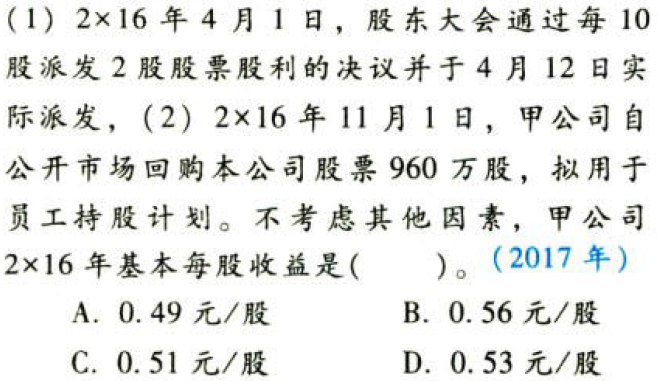 (1) 2×16 年 4 月 1 日，股东大会通过每 10
股派发 2 股股票股利的决议并于 4 月 12 日实
际派发，(2) 2×16 年 11 月 1 日，甲公司自
公开市场回购本公司股票 960 万股，拟用于
员工持股计划。不考虑其他因素，甲公司
2×16 年基本每股收益是(　　)。(2017 年)
A. 0.49 元/股　　B. 0.56 元/股
C. 0.51 元/股　　D. 0.53 元/股